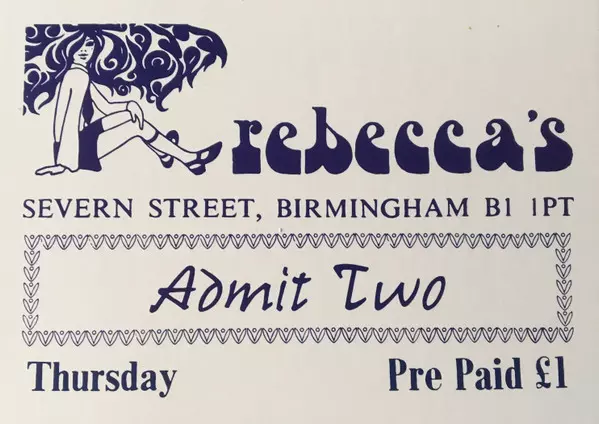 rebecca's
SEVERN STREET, BIRMINGHAM B1 1PT
Admit Two
Thursday
Pre Paid £1